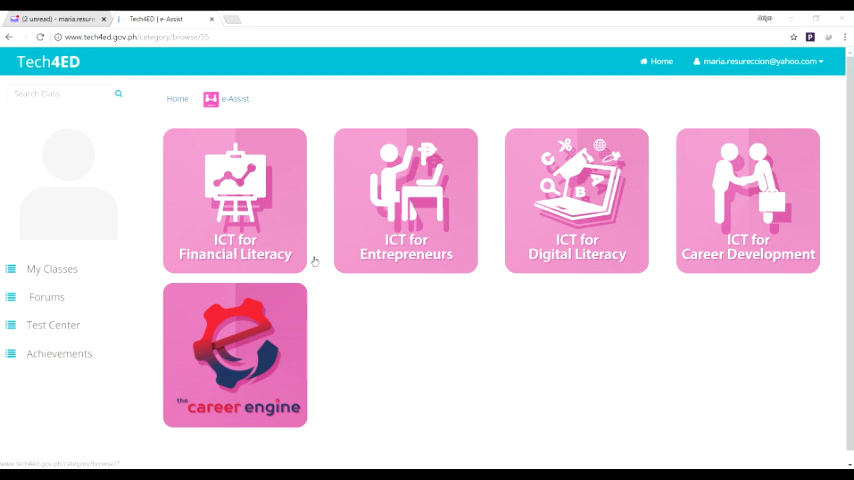 (2 unread) - maria.resure
Tech4ED | e-Assist
www.tech4ed.gov.ph/category/browse/55
Tech4ED
Home
maria.resureccion@yahoo.com
Search Class
Home
e-Assist
ICT for
Financial Literacy
ICT for
Entrepreneurs
ICT for
Digital Literacy
ICT for
Career Development
My Classes
Forums
Test Center
Achievements
the career engine
www.tech4ed.gov.ph/category/browse/7